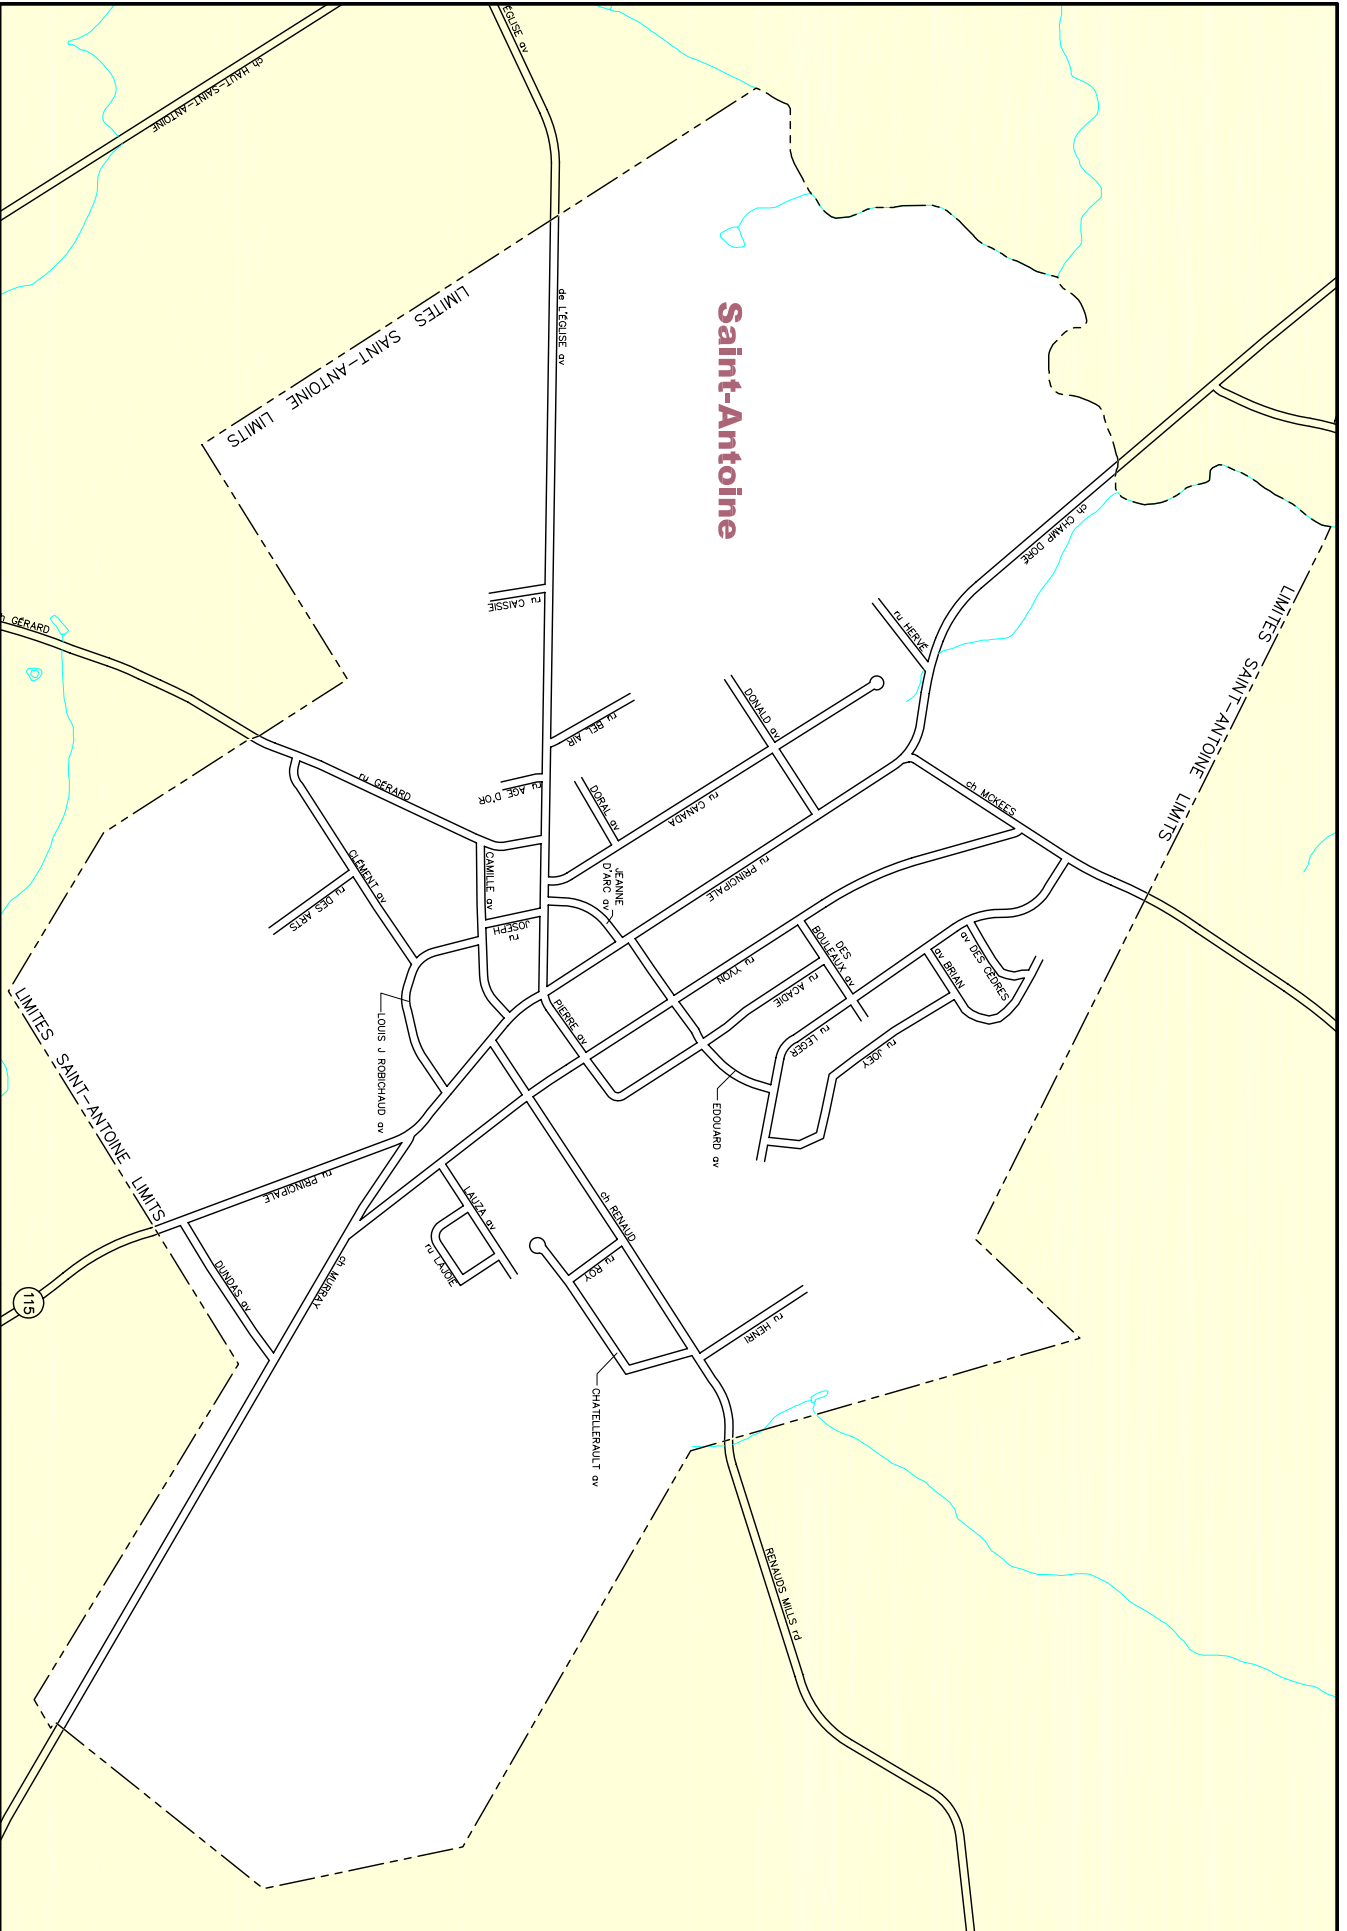 Saint-Antoine
ÉGLISE av
ch HAUT-SAINT-ANTOINE
de L'ÉGLISE av
LIMITES SAINT-ANTOINE LIMITS
ch CHAMP DORÉ
LIMITES SAINT-ANTOINE LIMITS
ru HERVÉ
ru CAISSIE
GÉRARD
ru BEL AIR
DONALD av
ch MCKEES
ru GÉRARD
ru AGE D'OR
DORAL av
ru CANADA
ru PRINCIPALE
JEANNE
D'ARC av
CAMILLE av
CLÉMENT av
ru DES ARTS
ru
JOSEPH
DES
BOULEAUX av
ru YVON
ru ACADIE
av BRIAN
av DES CÈDRES
ru LEGER
ru JOEY
PIERRE av
EDOUARD av
LOUIS J ROBICHAUD av
LIMITES SAINT-ANTOINE LIMITS
ru PRINCIPALE
LAUZA av
ru LAJOIE
ch RENAUD
ru ROY
ru HENRI
ch MURRAY
DUNDAS av
CHATELLERAULT av
115
RENAUDS MILLS rd